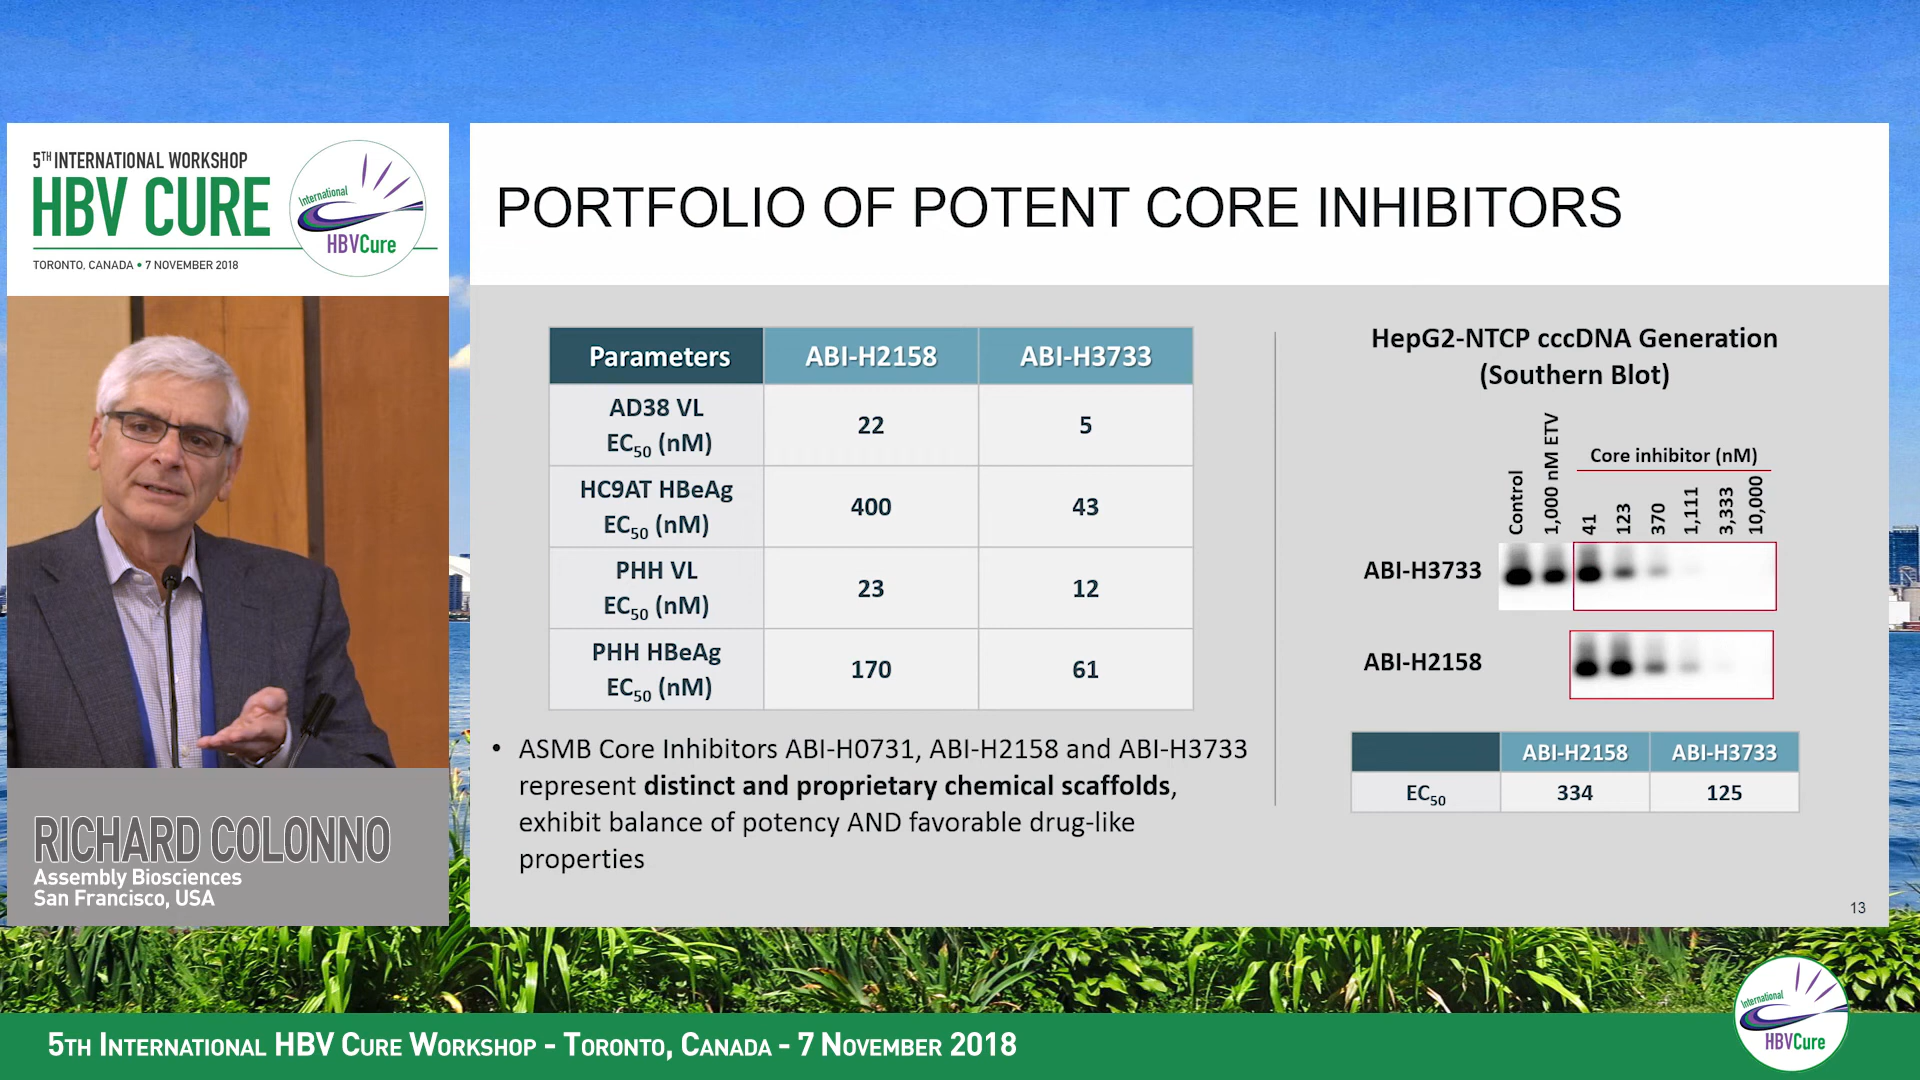 5TH INTERNATIONAL WORKSHOP
HBV CURE
TORONTO, CANADA • 7 NOVEMBER 2018
International
HBVCure
RICHARD COLONNO
Assembly Biosciences
San Francisco, USA
PORTFOLIO OF POTENT CORE INHIBITORS
Parameters ABI-H2158 ABI-H3733
AD38 VL
EC50 (nM) 22 5
HC9AT HBeAg
EC50 (nM) 400 43
PHH VL
EC50 (nM) 23 12
PHH HBeAg
EC50 (nM) 170 61
• ASMB Core Inhibitors ABI-H0731, ABI-H2158 and ABI-H3733
represent distinct and proprietary chemical scaffolds,
exhibit balance of potency AND favorable drug-like
properties
HepG2-NTCP cccDNA Generation
(Southern Blot)
Core inhibitor (nM)
Control 1,000 nM ETV 41 123 370 1,111 3,333 10,000
ABI-H3733
ABI-H2158
ABI-H2158 ABI-H3733
EC50 334 125
13
5TH INTERNATIONAL HBV CURE WORKSHOP - TORONTO, CANADA - 7 NOVEMBER 2018
International
HBVCure